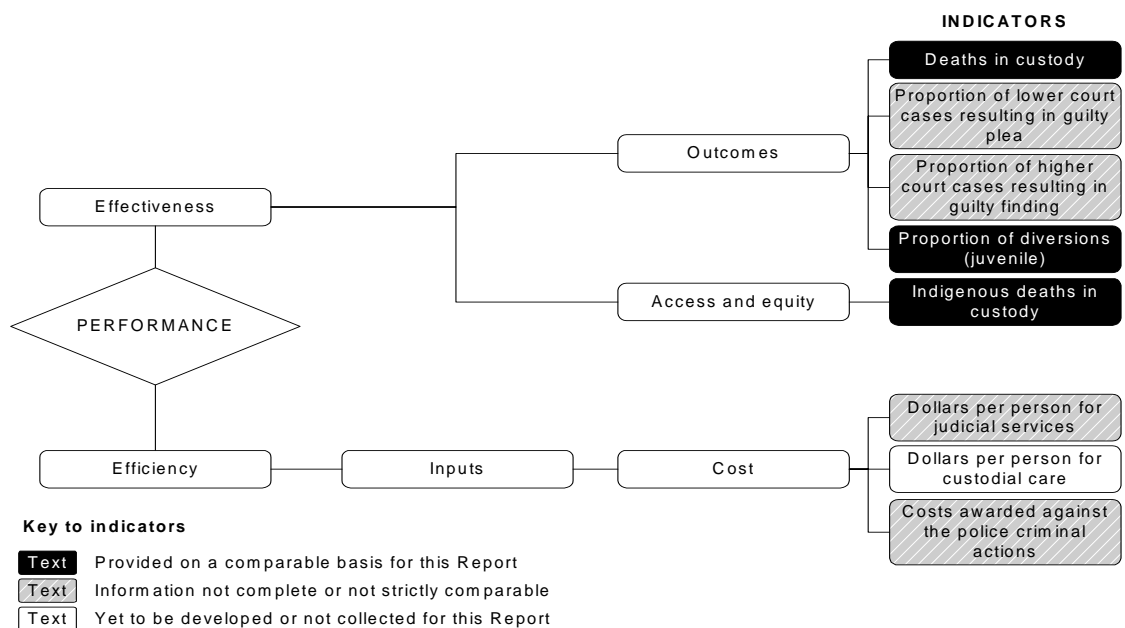 INDICATORS
Deaths in custody
Proportion of lower court
cases resulting in guilty
plea
Outcomes
Proportion of higher
court cases resulting in
guilty finding
Effectiveness
Proportion of diversions
(juvenile)
Access and equity
Indigenous deaths in
custody
PERFORMANCE
Dollars per person for
judicial services
Efficiency
Inputs
Cost
Dollars per person for
custodial care
Costs awarded against
the police criminal
actions
Key to indicators
Text Provided on a comparable basis for this Report
Text Information not complete or not strictly comparable
Text Yet to be developed or not collected for this Report